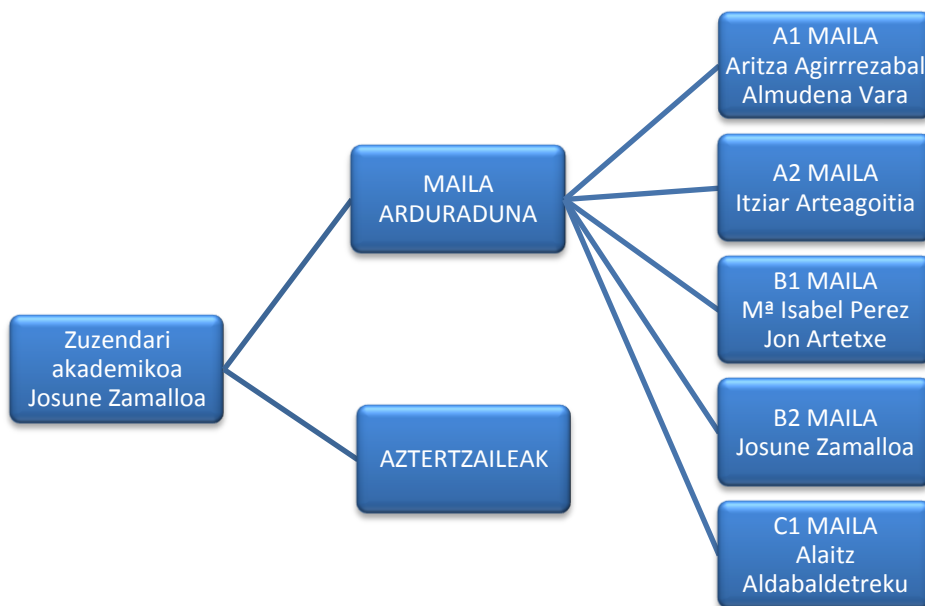 Zuzendari
akademikoa
Josune Zamalloa
MAILA
ARDURADUNA
AZTERTZAILEAK
A1 MAILA
Aritza Agirrrezabal
Almudena Vara
A2 MAILA
Itziar Arteagoitia
B1 MAILA
Mª Isabel Perez
Jon Artetxe
B2 MAILA
Josune Zamalloa
C1 MAILA
Alaitz
Aldabaldetreku